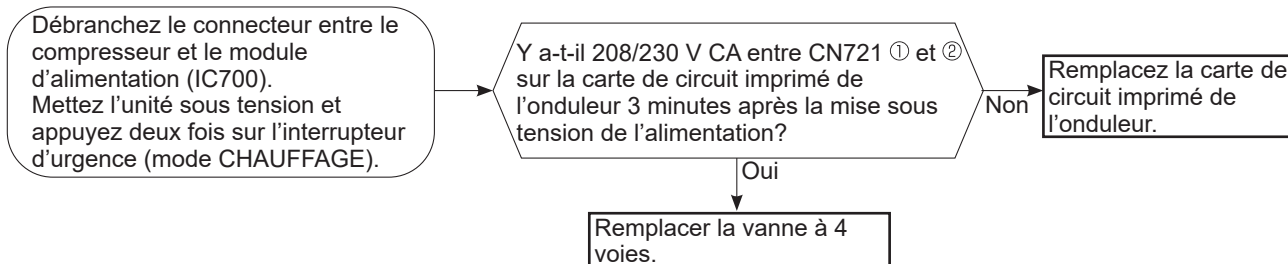 Débranchez le connecteur entre le
compresseur et le module
d'alimentation (IC700).
Mettez l'unité sous tension et
appuyez deux fois sur l'interrupteur
d'urgence (mode CHAUFFAGE).
Y a-t-il 208/230 V CA entre CN721 ① et ②
sur la carte de circuit imprimé de
l'onduleur 3 minutes après la mise sous
tension de l'alimentation?
Non
Remplacez la carte de
circuit imprimé de
l'onduleur.
Oui
Remplacer la vanne à 4
voies.